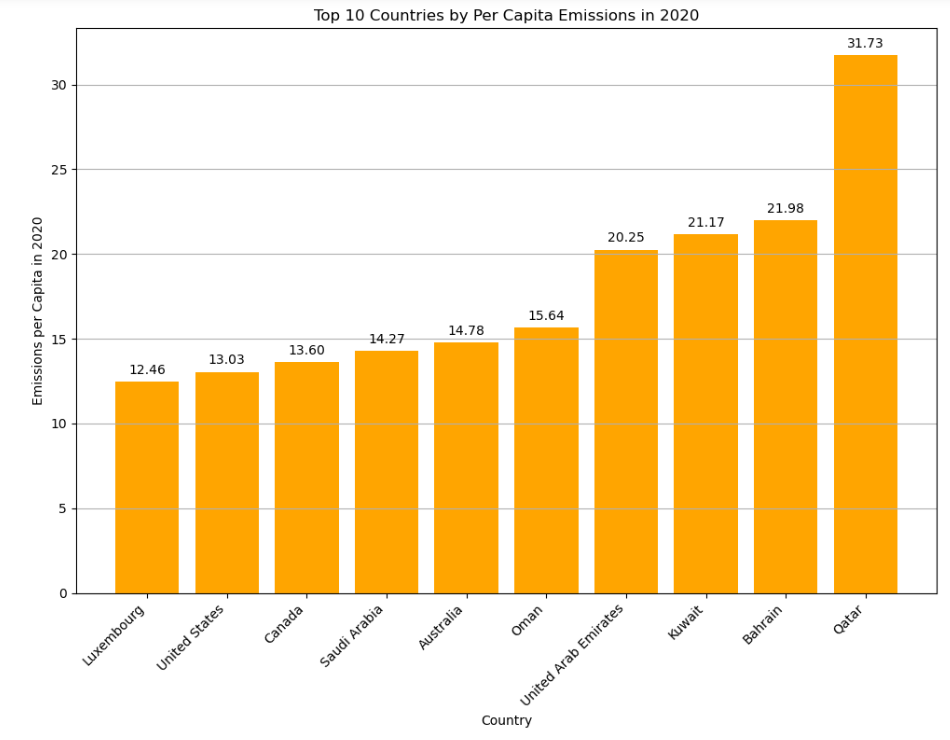 Top 10 Countries by Per Capita Emissions in 2020
Emissions per Capita in 2020
30
25
20
15
10
5
0
12.46
13.03
13.60
14.27
14.78
15.64
20.25
21.17
21.98
31.73
Luxembourg
United States
Canada
Saudi Arabia
Australia
Oman
United Arab Emirates
Kuwait
Bahrain
Qatar
Country